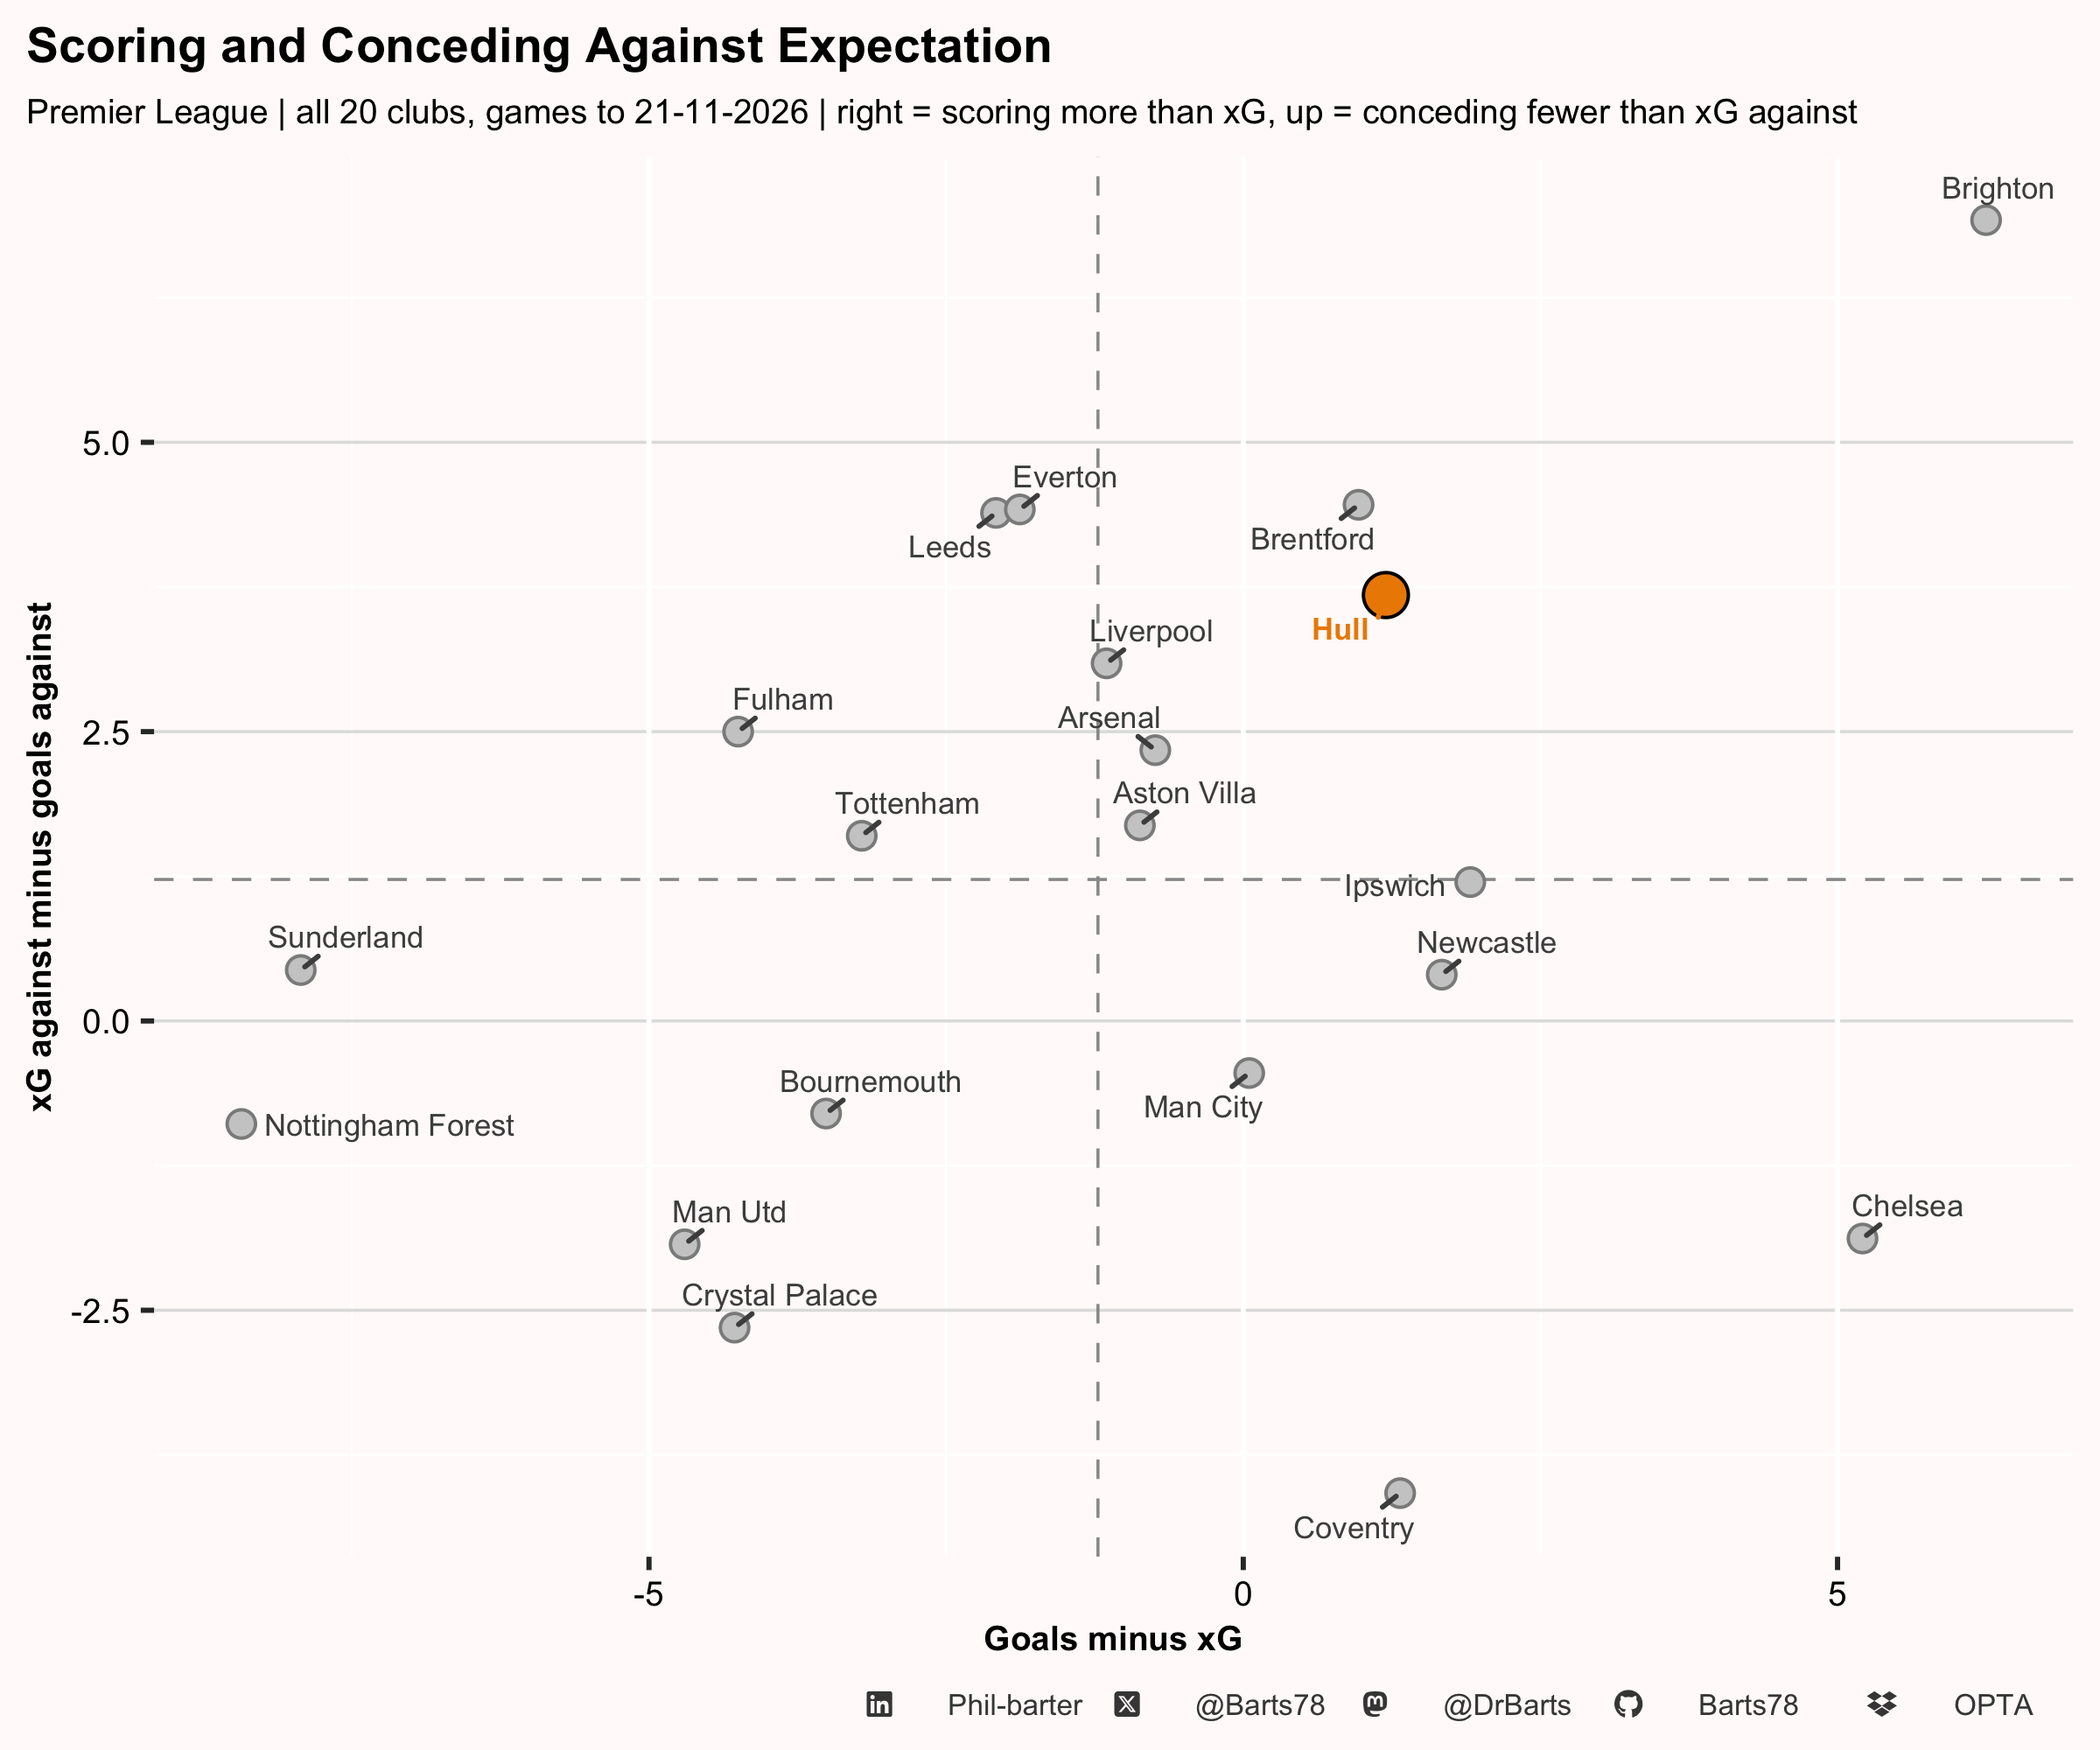 Scoring and Conceding Against Expectation
Premier League | all 20 clubs, games to 21-11-2026 | right = scoring more than xG, up = conceding fewer than xG against
Brighton
5.0
Everton
Leeds
Brentford
Hull
Liverpool
Fulham
Arsenal
2.5
Aston Villa
Tottenham
Ipswich
Sunderland
Newcastle
0.0
Bournemouth
Man City
Nottingham Forest
Man Utd
Chelsea
Crystal Palace
-2.5
Coventry
xG against minus goals against
-5 0 5
Goals minus xG
Phil-barter @Barts78 @DrBarts Barts78 OPTA